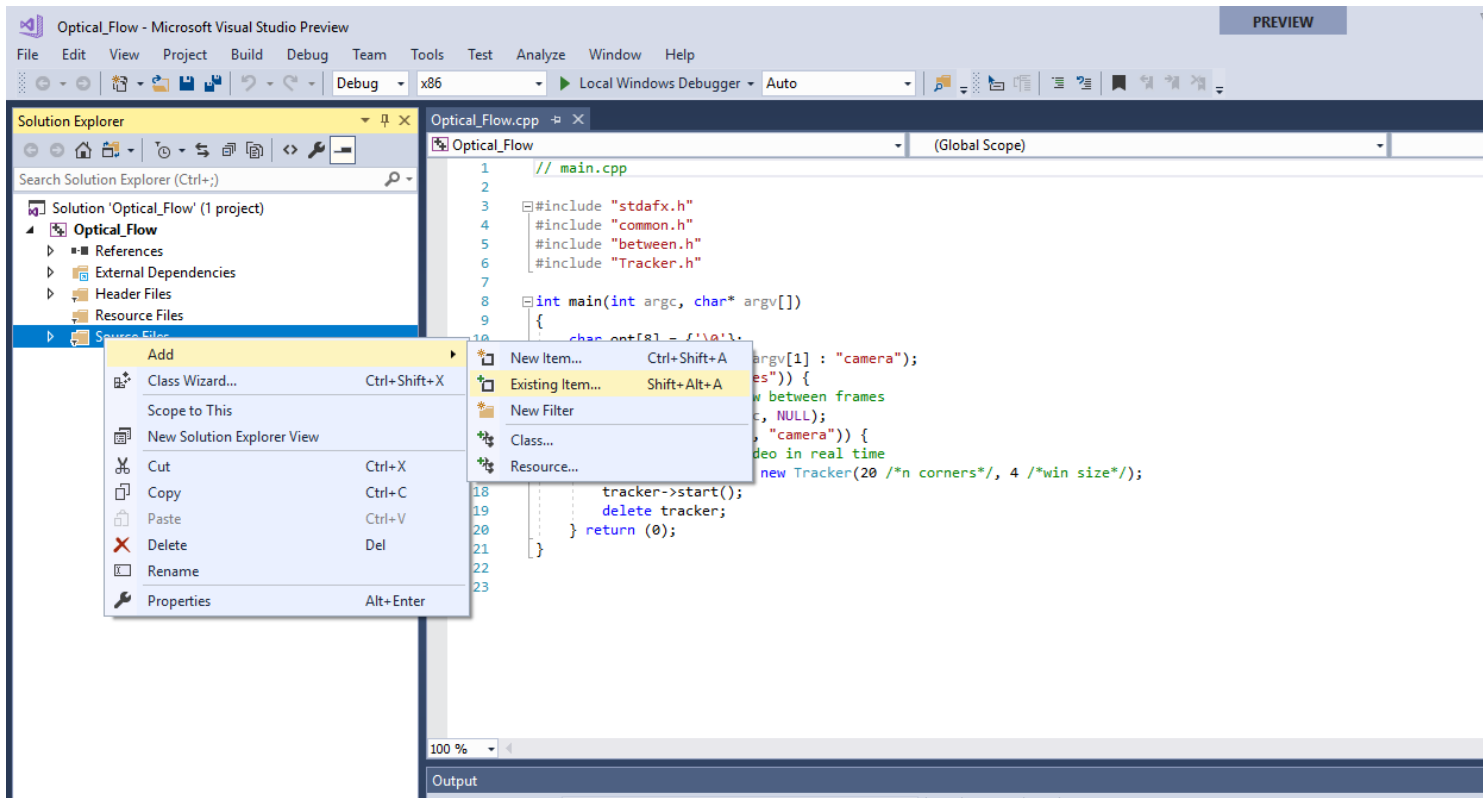 Optical_Flow - Microsoft Visual Studio Preview
PREVIEW
File Edit View Project Build Debug Team Tools Test Analyze Window Help
Debug x86 Local Windows Debugger Auto
Solution Explorer
Search Solution Explorer (Ctrl+;)
Solution 'Optical_Flow' (1 project)
Optical_Flow
References
External Dependencies
Header Files
Resource Files
Source Files
Add
Class Wizard... Ctrl+Shift+X
Scope to This
New Solution Explorer View
Cut Ctrl+X
Copy Ctrl+C
Paste Ctrl+V
Delete Del
Rename
Properties Alt+Enter
New Item... Ctrl+Shift+A
Existing Item... Shift+Alt+A
New Filter
Class...
Resource...
Optical_Flow.cpp
Optical_Flow (Global Scope)
1 // main.cpp
2
3 #include "stdafx.h"
4 #include "common.h"
5 #include "between.h"
6 #include "Tracker.h"
7
8 int main(int argc, char* argv[])
9 {
10 char opt[8] = {'\0'};
argv[1] : "camera");
es")) {
w between frames
c, NULL);
, "camera")) {
deo in real time
new Tracker(20 /*n corners*/, 4 /*win size*/);
18 tracker->start();
19 delete tracker;
20 } return (0);
21 }
22
23
100 %
Output